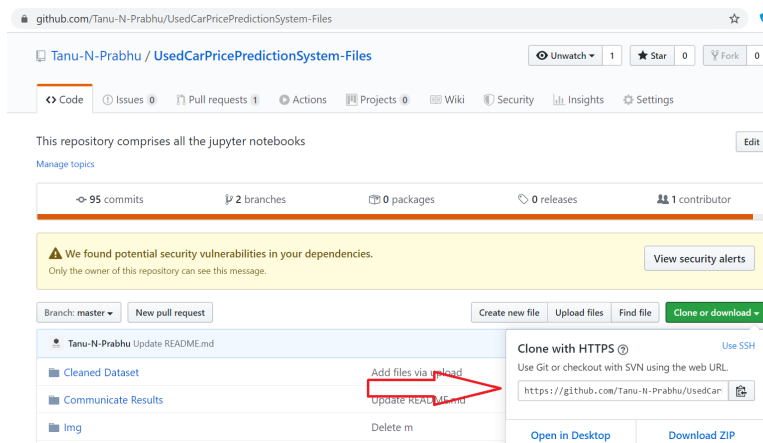 github.com/Tanu-N-Prabhu/UsedCarPricePredictionSystem-Files
Tanu-N-Prabhu / UsedCarPricePredictionSystem-Files
Unwatch 1 Star 0 Fork 0
Code Issues 0 Pull requests 1 Actions Projects 0 Wiki Security Insights Settings
This repository comprises all the jupyter notebooks
Edit
Manage topics
95 commits 2 branches 0 packages 0 releases 1 contributor
We found potential security vulnerabilities in your dependencies.
Only the owner of this repository can see this message.
View security alerts
Branch: master New pull request Create new file Upload files Find file Clone or download
Tanu-N-Prabhu Update README.md
Cleaned Dataset Add files via upload
Communicate Results Update README.md
Img Delete m
Clone with HTTPS ? Use SSH
Use Git or checkout with SVN using the web URL.
https://github.com/Tanu-N-Prabhu/UsedCar
Open in Desktop Download ZIP